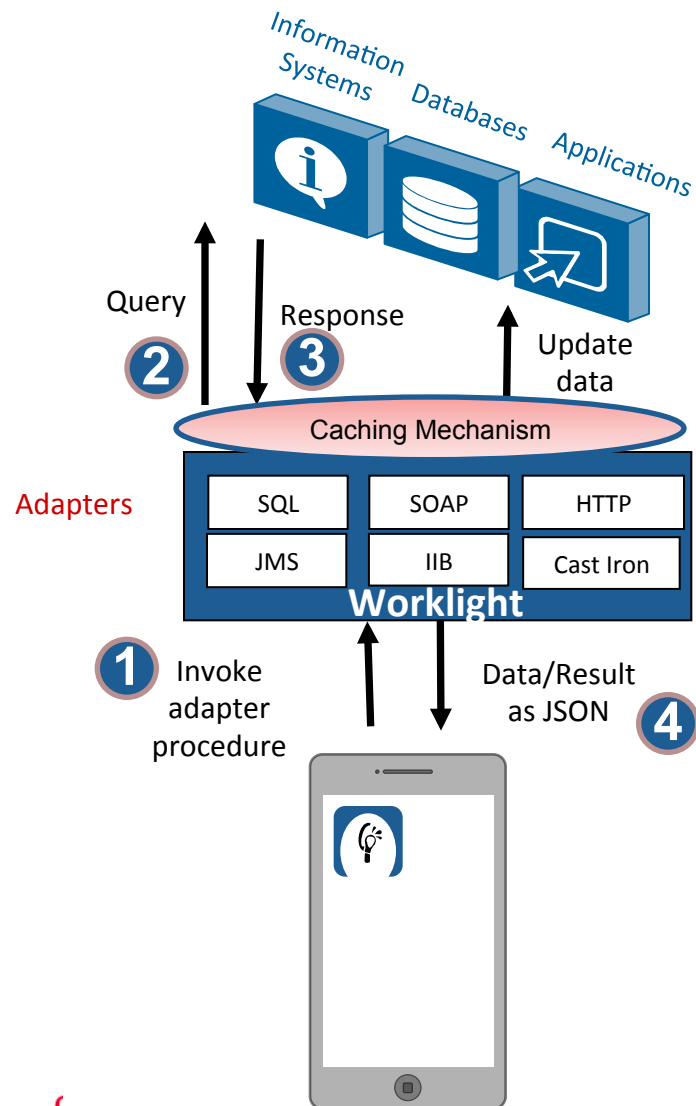 Information
Systems
Databases
Applications
Query
2
Response
3
Update
data
Caching Mechanism
Adapters
SQL
SOAP
HTTP
JMS
IIB
Cast Iron
Worklight
1
Invoke
adapter
procedure
Data/Result
as JSON
4